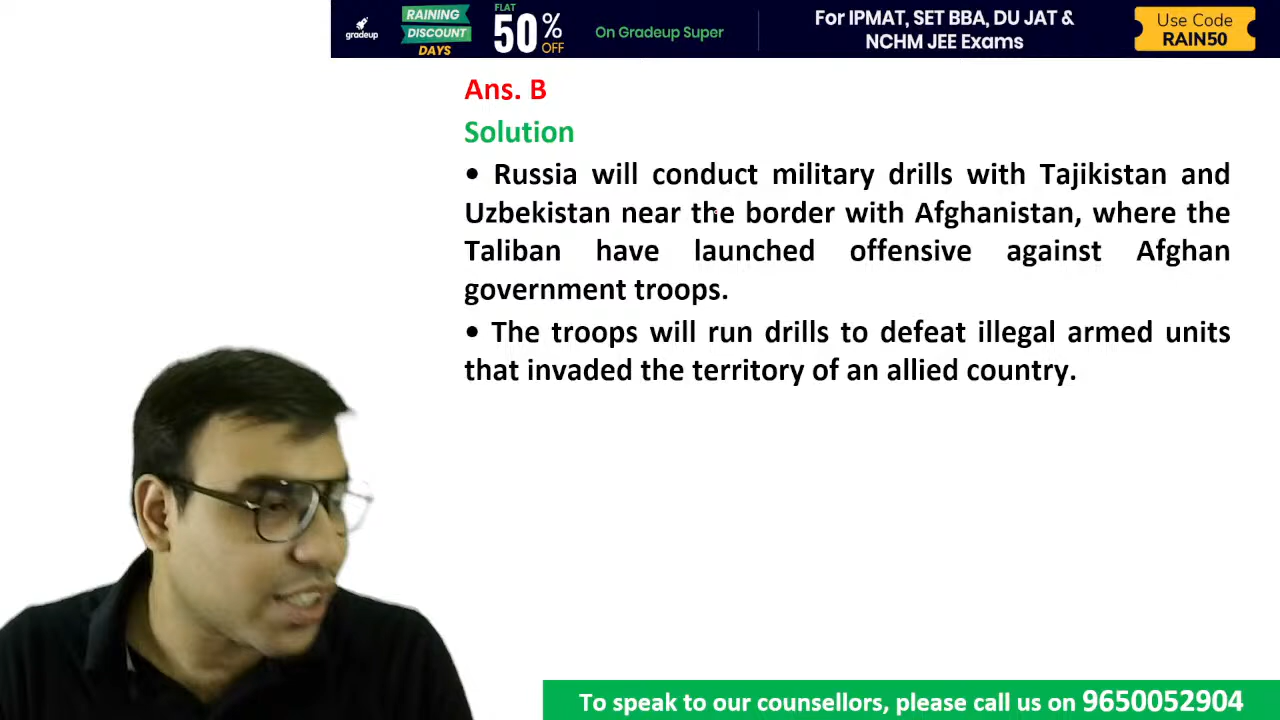 gradeup
RAINING
DISCOUNT
DAYS
FLAT
50% OFF
On Gradeup Super
For IPMAT, SET BBA, DU JAT &
NCHM JEE Exams
Use Code
RAIN50
Ans. B
Solution
• Russia will conduct military drills with Tajikistan and
Uzbekistan near the border with Afghanistan, where the
Taliban have launched offensive against Afghan
government troops.
• The troops will run drills to defeat illegal armed units
that invaded the territory of an allied country.
To speak to our counsellors, please call us on 9650052904